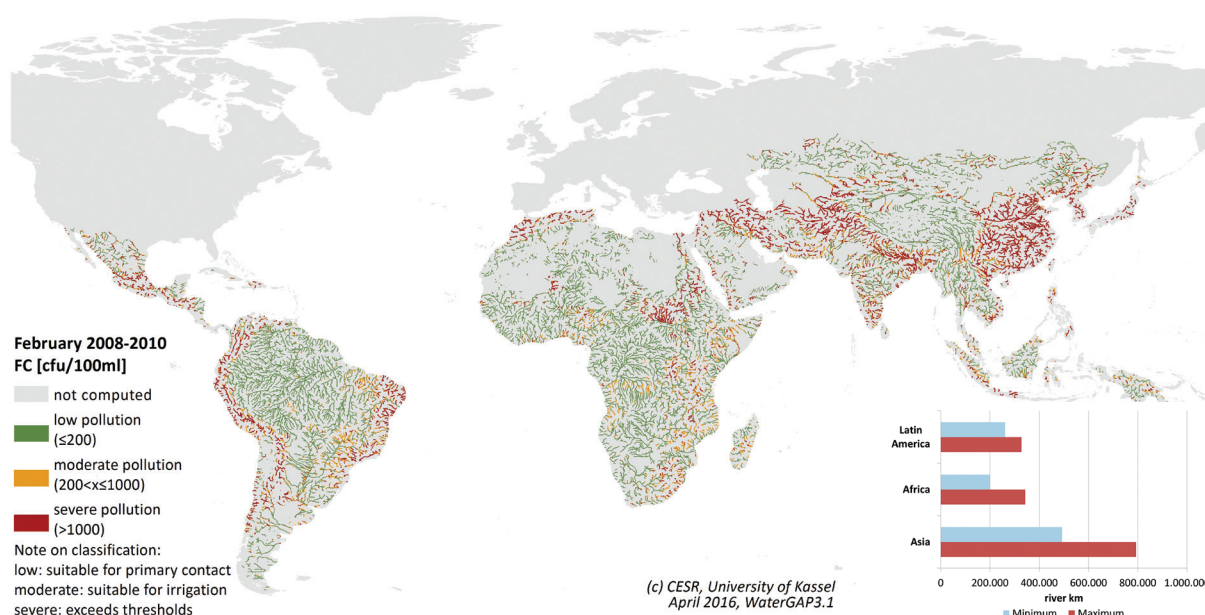 February 2008-2010
FC [cfu/100ml]
not computed
low pollution
(≤200)
moderate pollution
(200<x≤1000)
severe pollution
(>1000)
Note on classification:
low: suitable for primary contact
moderate: suitable for irrigation
severe: exceeds thresholds
(c) CESR, University of Kassel
April 2016, WaterGAP3.1
Latin
America
Africa
Asia
0 200.000 400.000 600.000 800.000 1.000.000
river km
Minimum Maximum